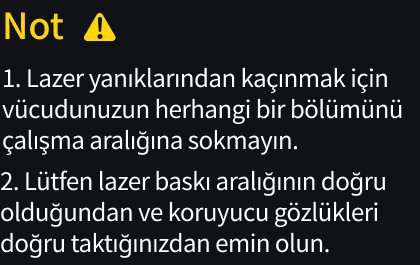 Not
1. Lazer yanıklarından kaçınmak için
vücudunuzun herhangi bir bölümünü
çalışma aralığına sokmayın.
2. Lütfen lazer baskı aralığının doğru
olduğundan ve koruyucu gözlükleri
doğru taktığınızdan emin olun.